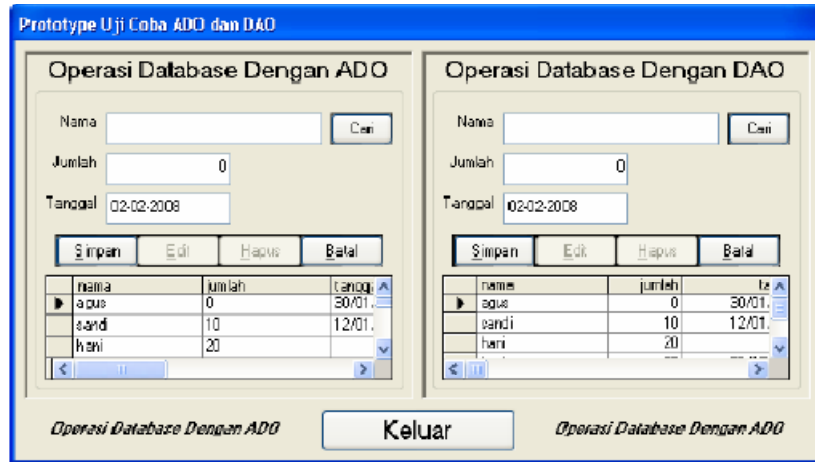 Prototype Uji Coba ADO dan DAO
Operasi Database Dengan ADO
Nama
Cari
Jumlah
0
Tanggal
02-02-2008
Simpan Edit Hapus Batal
nama jumlah tangg
agus 0 30/01.
sandi 10 12/01.
hani 20
Operasi Database Dengan DAO
Nama
Cari
Jumlah
0
Tanggal
02-02-2008
Simpan Edit Hapus Batal
nama jumlah ta
agus 0 30/01.
sandi 10 12/01.
hani 20
Operasi Database Dengan ADO
Keluar
Operasi Database Dengan ADO